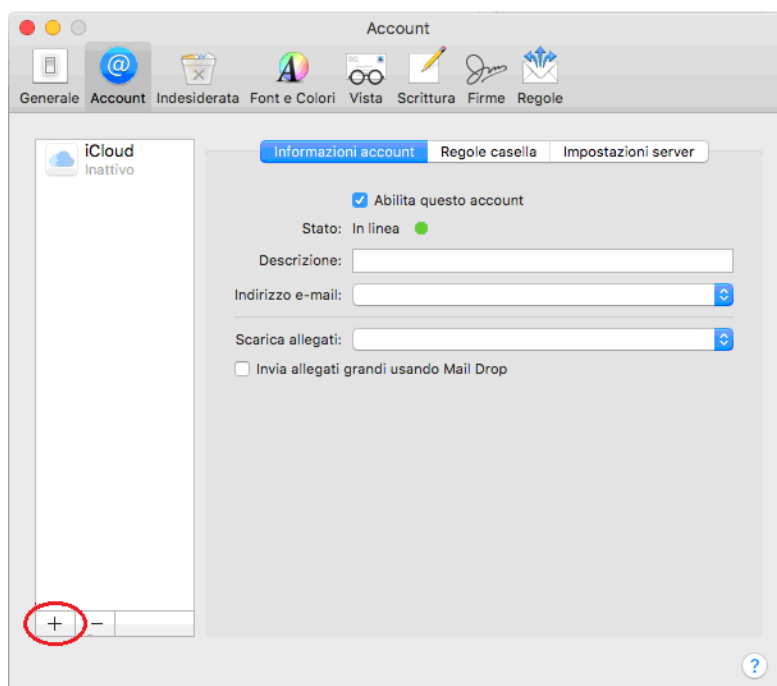 Account
Generale Account Indesiderata Font e Colori Vista Scrittura Firme Regole
iCloud
Inattivo
Informazioni account Regole casella Impostazioni server
Abilita questo account
Stato: In linea
Descrizione:
Indirizzo e-mail:
Scarica allegati:
Invia allegati grandi usando Mail Drop
+ −
?